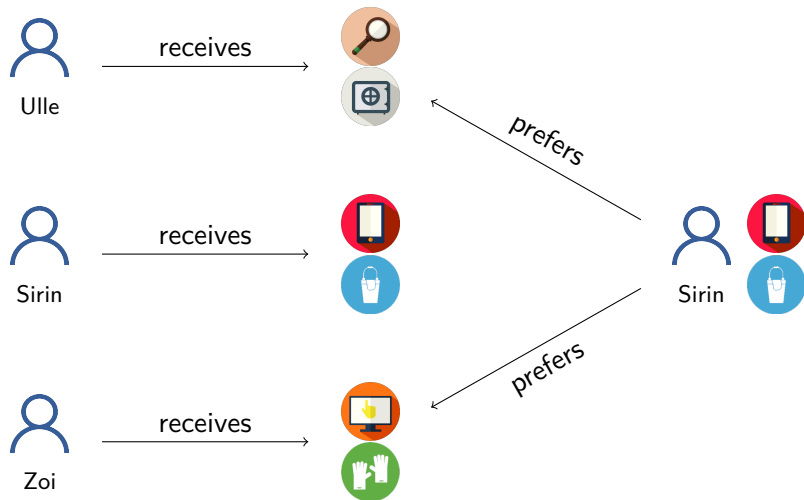 receives
Ulle
prefers
receives
Sirin
Sirin
prefers
receives
Zoi